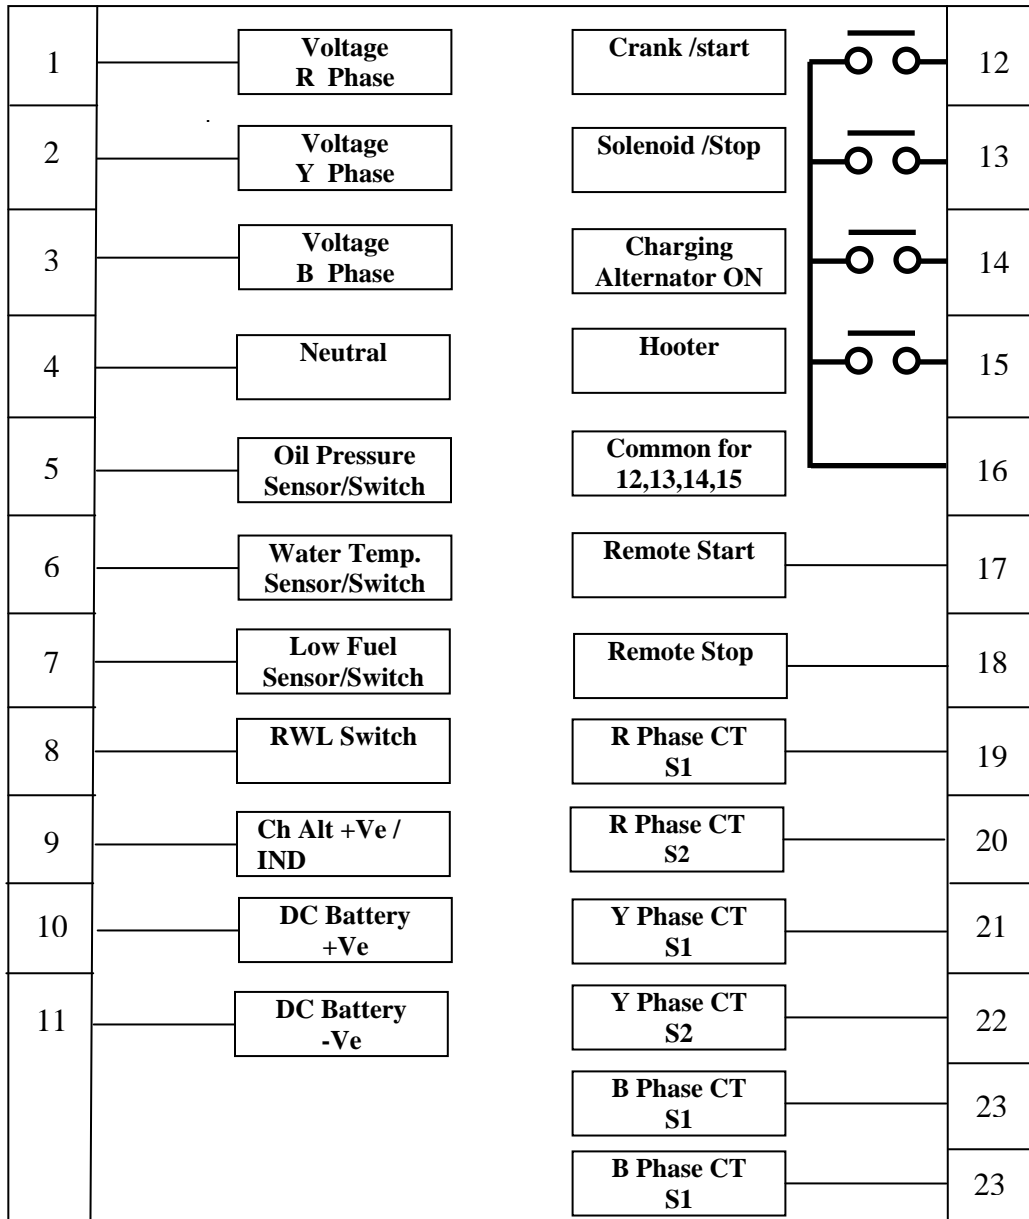 1
Voltage
R Phase
Crank /start
12
2
Voltage
Y Phase
Solenoid /Stop
13
3
Voltage
B Phase
Charging
Alternator ON
14
4
Neutral
Hooter
15
5
Oil Pressure
Sensor/Switch
Common for
12,13,14,15
16
6
Water Temp.
Sensor/Switch
Remote Start
17
7
Low Fuel
Sensor/Switch
Remote Stop
18
8
RWL Switch
R Phase CT
S1
19
9
Ch Alt +Ve /
IND
R Phase CT
S2
20
10
DC Battery
+Ve
Y Phase CT
S1
21
11
DC Battery
-Ve
Y Phase CT
S2
22
B Phase CT
S1
23
B Phase CT
S1
23